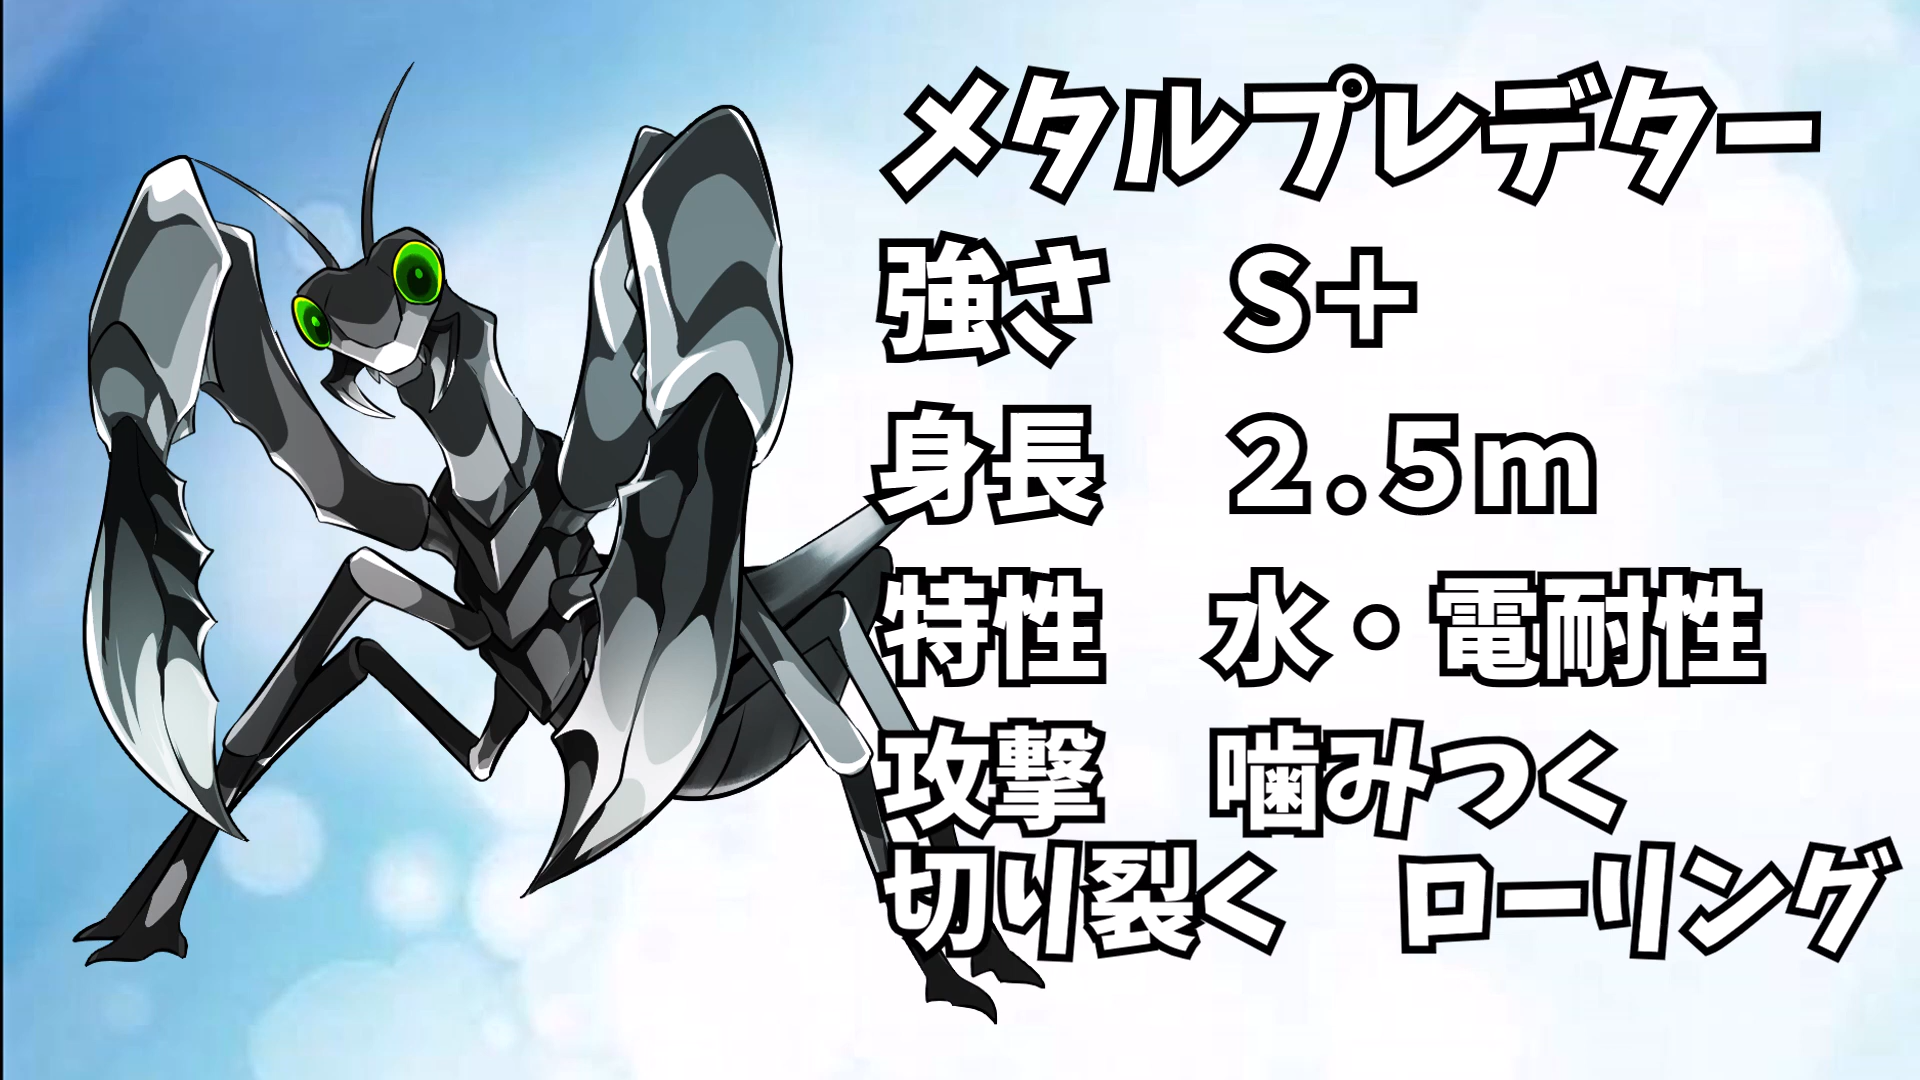 メタルプレデター
強さ　S+
身長　2.5m
特性　水・電耐性
攻撃　噛みつく
切り裂く　ローリング